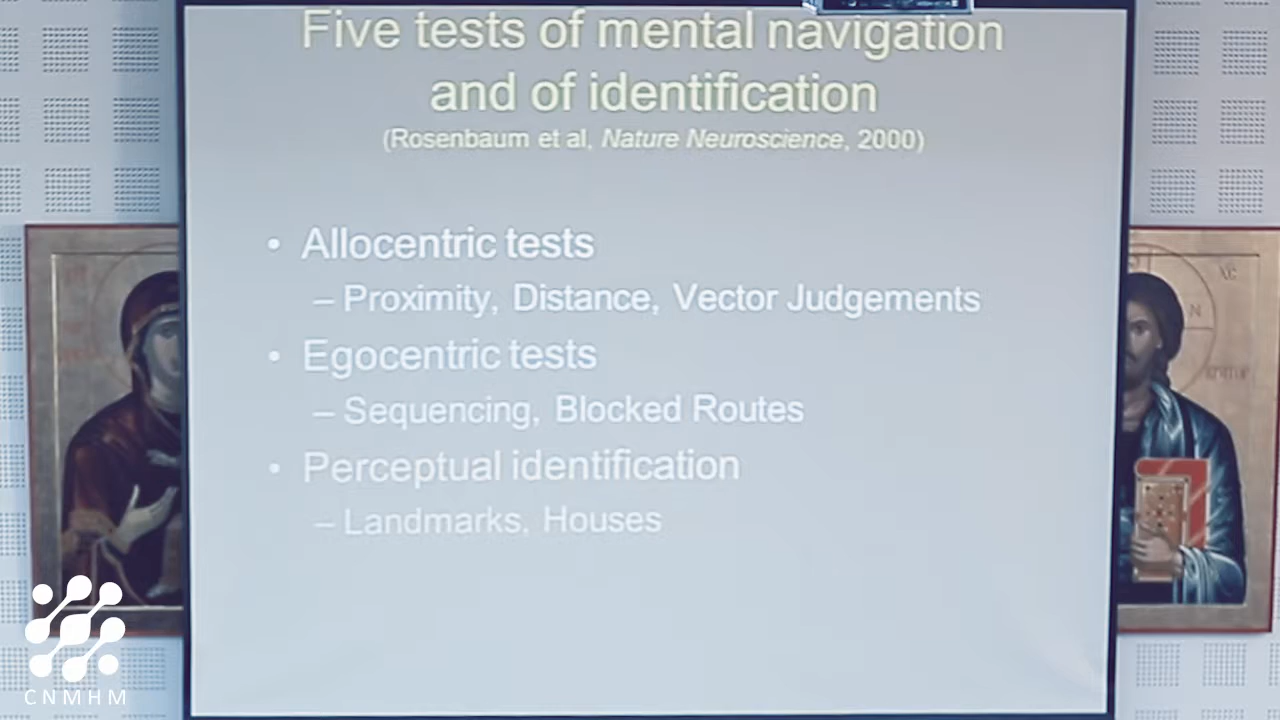 Five tests of mental navigation
and of identification
(Rosenbaum et al, Nature Neuroscience, 2000)
• Allocentric tests
– Proximity, Distance, Vector Judgements
• Egocentric tests
– Sequencing, Blocked Routes
• Perceptual identification
– Landmarks, Houses
CNMHM